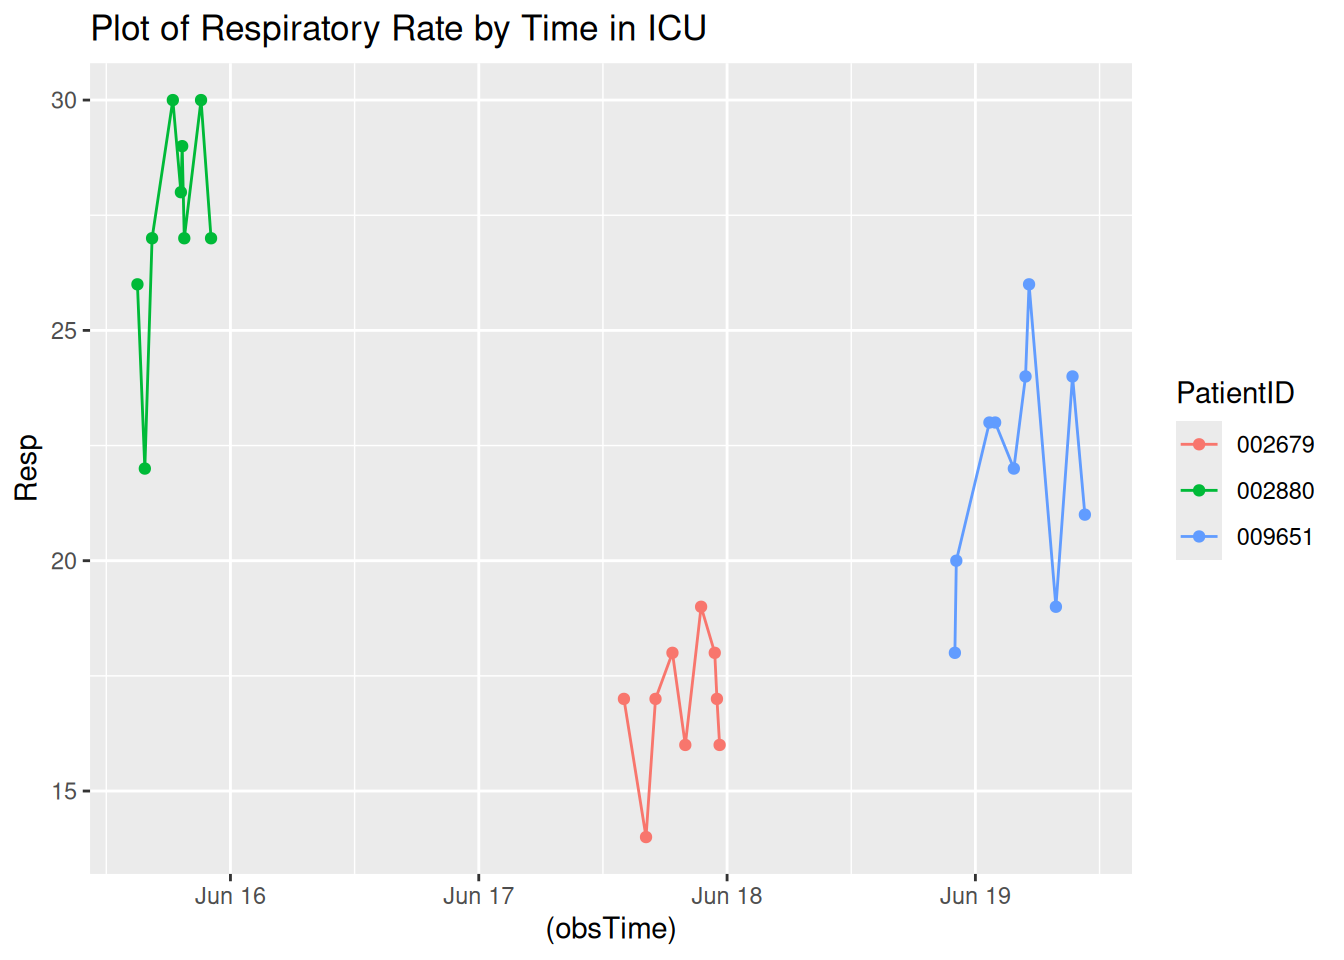 Plot of Respiratory Rate by Time in ICU
30
25
20
15
Resp
Jun 16
Jun 17
Jun 18
Jun 19
(obsTime)
PatientID
002679
002880
009651